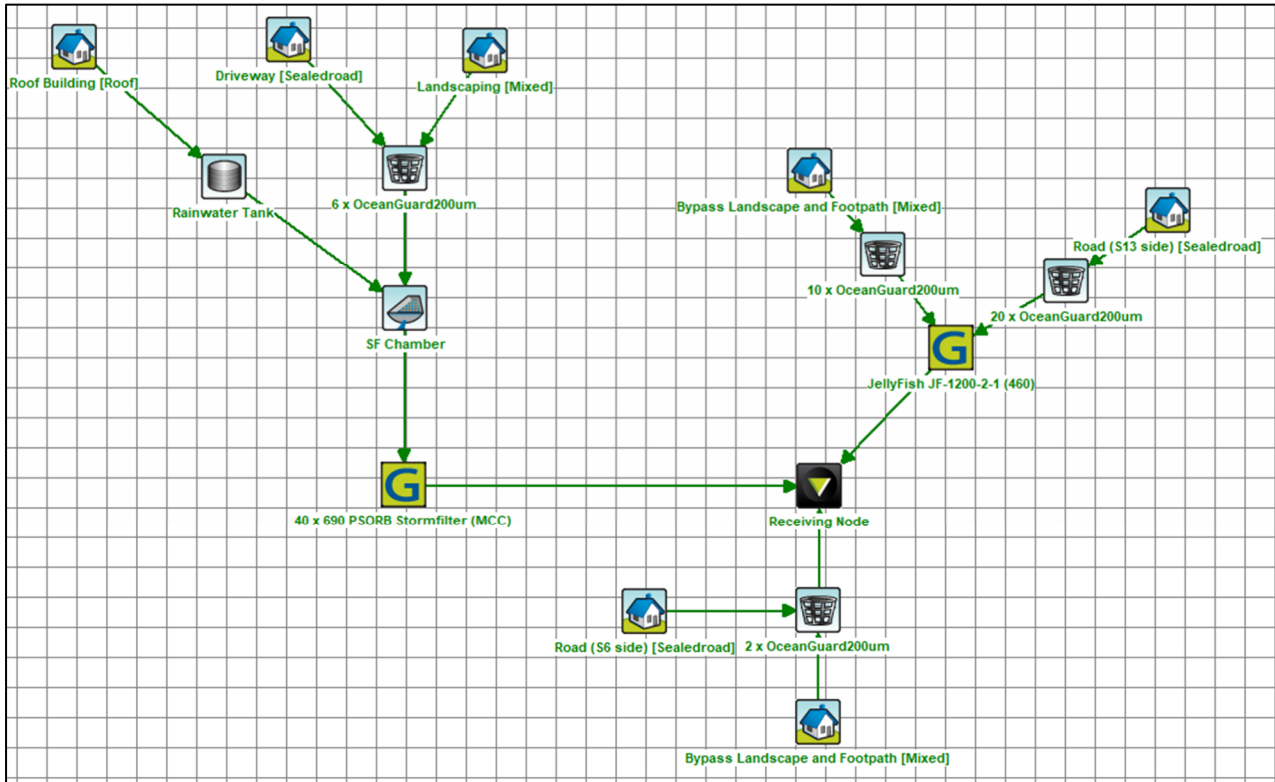 Roof Building [Roof]
Driveway [Sealedroad]
Landscaping [Mixed]
Rainwater Tank
6 x OceanGuard200um
Bypass Landscape and Footpath [Mixed]
Road (S13 side) [Sealedroad]
10 x OceanGuard200um
20 x OceanGuard200um
SF Chamber
G
JellyFish JF-1200-2-1 (460)
G
40 x 690 PSORB Stormfilter (MCC)
Receiving Node
Road (S6 side) [Sealedroad]
2 x OceanGuard200um
Bypass Landscape and Footpath [Mixed]